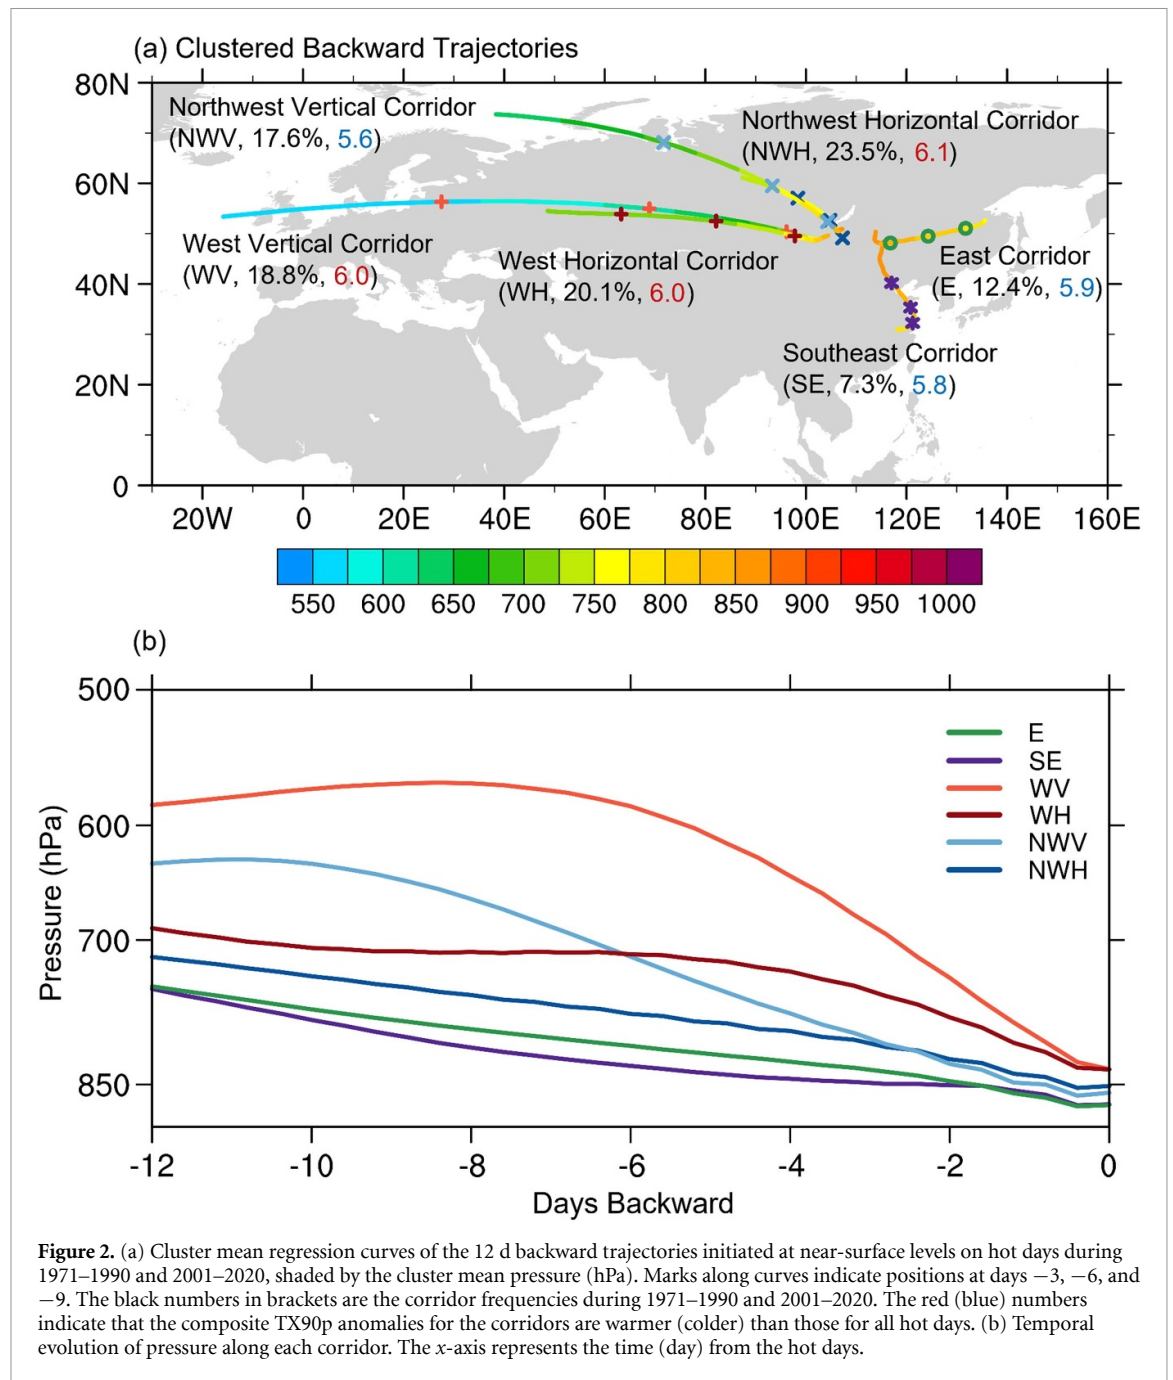 (a) Clustered Backward Trajectories
80N
60N
40N
20N
0
Northwest Vertical Corridor
(NWV, 17.6%, 5.6)
Northwest Horizontal Corridor
(NWH, 23.5%, 6.1)
West Vertical Corridor
(WV, 18.8%, 6.0)
West Horizontal Corridor
(WH, 20.1%, 6.0)
East Corridor
(E, 12.4%, 5.9)
Southeast Corridor
(SE, 7.3%, 5.8)
20W 0 20E 40E 60E 80E 100E 120E 140E 160E
550 600 650 700 750 800 850 900 950 1000
(b)
500
600
700
850
Pressure (hPa)
E
SE
WV
WH
NWV
NWH
-12 -10 -8 -6 -4 -2 0
Days Backward
Figure 2. (a) Cluster mean regression curves of the 12 d backward trajectories initiated at near-surface levels on hot days during
1971–1990 and 2001–2020, shaded by the cluster mean pressure (hPa). Marks along curves indicate positions at days −3, −6, and
−9. The black numbers in brackets are the corridor frequencies during 1971–1990 and 2001–2020. The red (blue) numbers
indicate that the composite TX90p anomalies for the corridors are warmer (colder) than those for all hot days. (b) Temporal
evolution of pressure along each corridor. The x-axis represents the time (day) from the hot days.